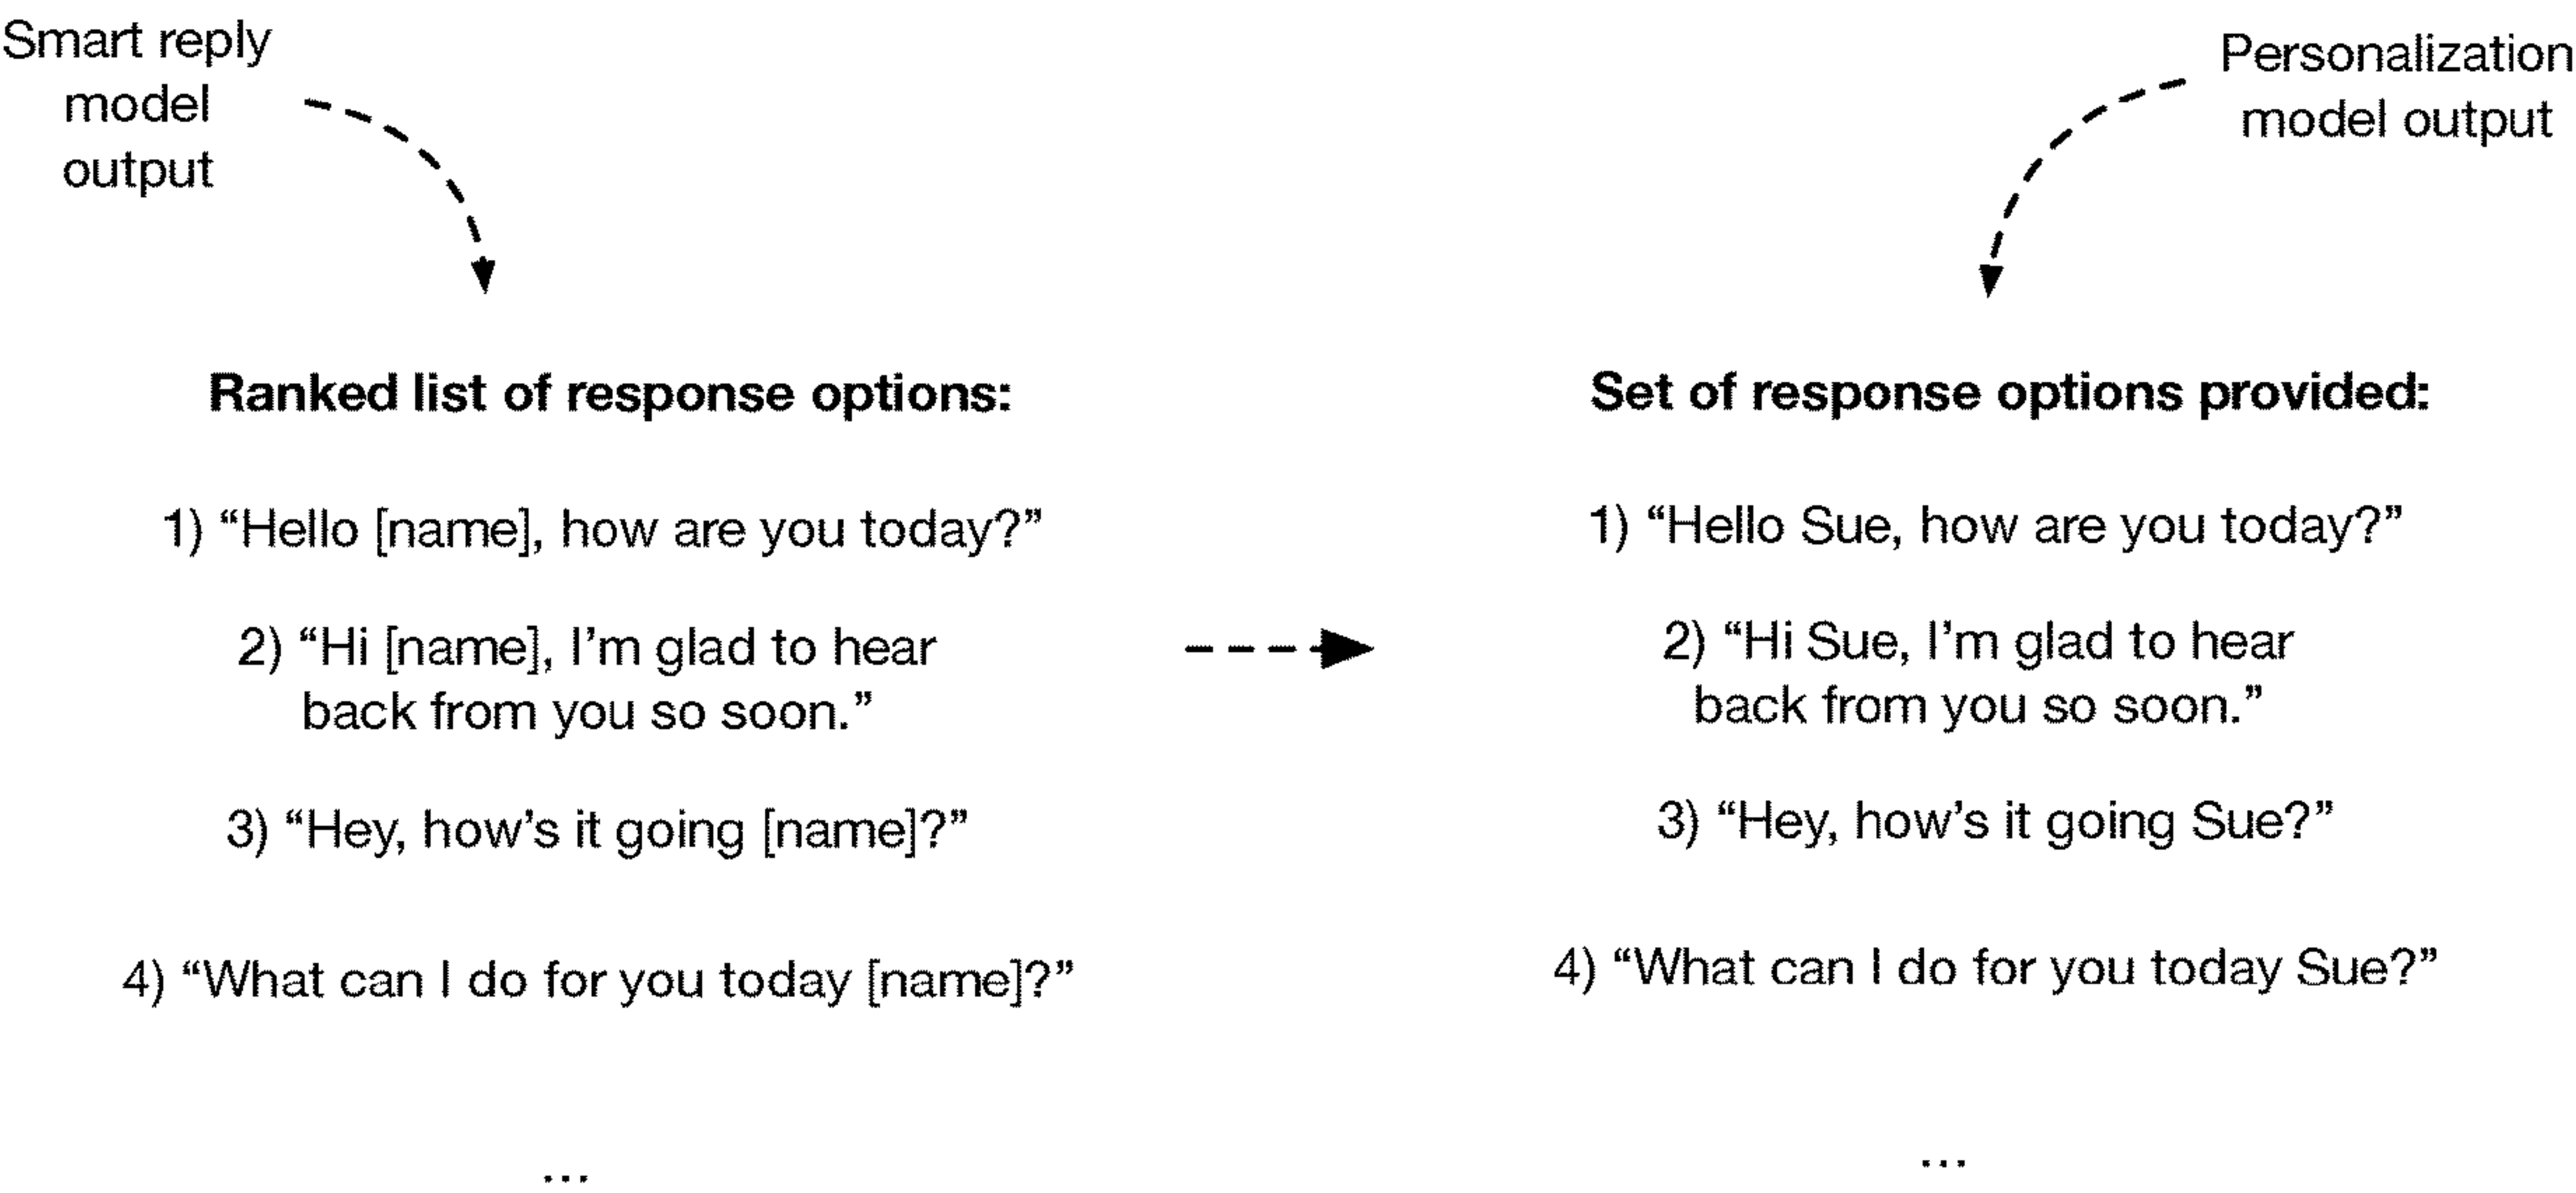 Smart reply
model
output
Personalization
model output
Ranked list of response options:
1) “Hello [name], how are you today?”
2) “Hi [name], I’m glad to hear
back from you so soon.”
3) “Hey, how’s it going [name]?”
4) “What can I do for you today [name]?”
...
Set of response options provided:
1) “Hello Sue, how are you today?”
2) “Hi Sue, I’m glad to hear
back from you so soon.”
3) “Hey, how’s it going Sue?”
4) “What can I do for you today Sue?”
...